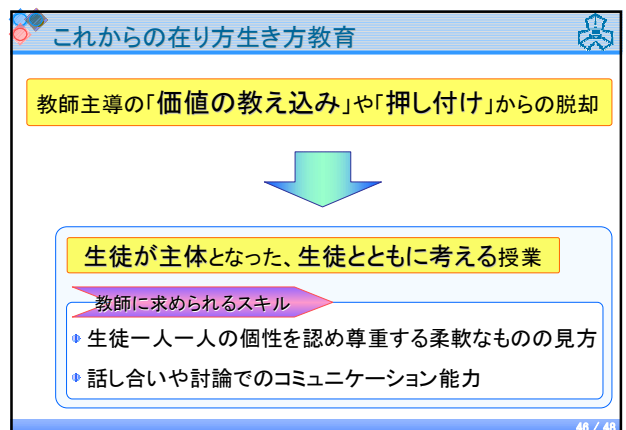 これからの在り方生き方教育
教師主導の「価値の教え込み」や「押し付け」からの脱却
生徒が主体となった、生徒とともに考える授業
教師に求められるスキル
生徒一人一人の個性を認め尊重する柔軟なものの見方
話し合いや討論でのコミュニケーション能力
46 / 48